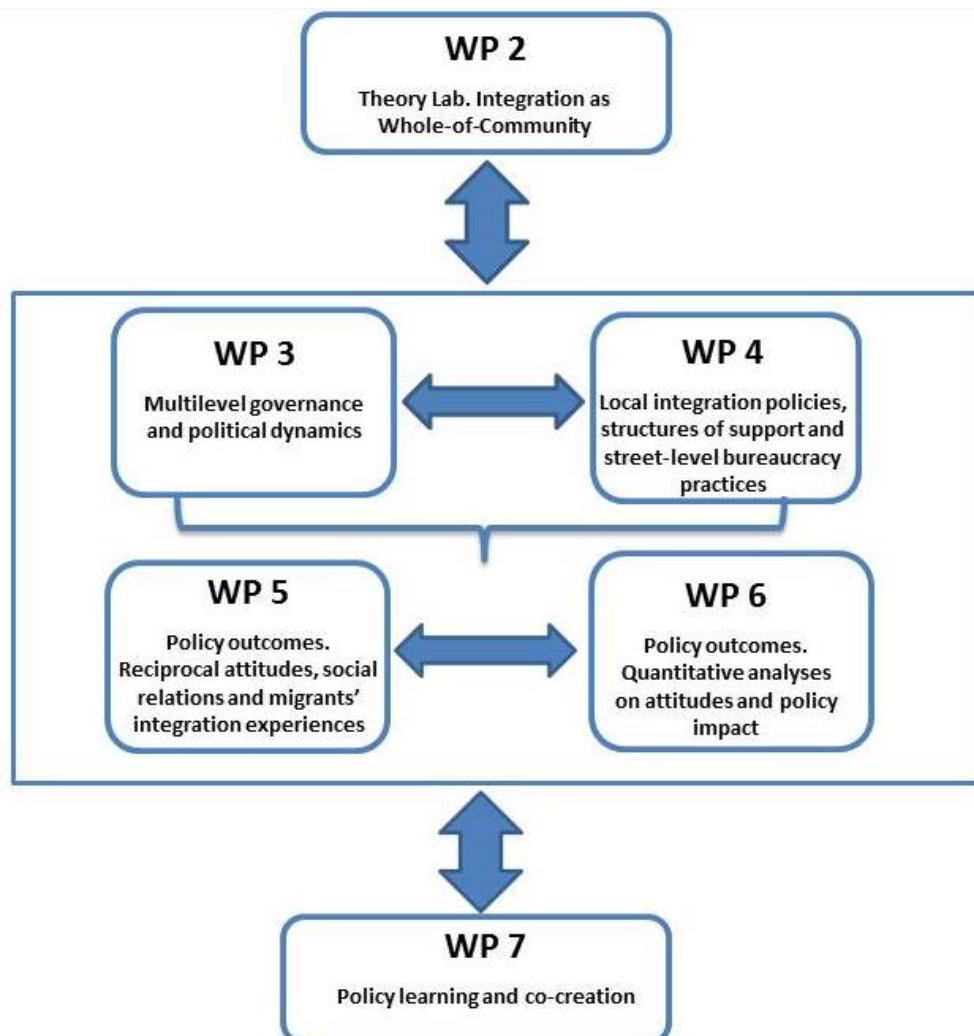 WP 2
Theory Lab. Integration as
Whole-of-Community
WP 3
Multilevel governance
and political dynamics
WP 4
Local integration policies,
structures of support and
street-level bureaucracy
practices
WP 5
Policy outcomes.
Reciprocal attitudes, social
relations and migrants’
integration experiences
WP 6
Policy outcomes.
Quantitative analyses
on attitudes and policy
impact
WP 7
Policy learning and co-creation